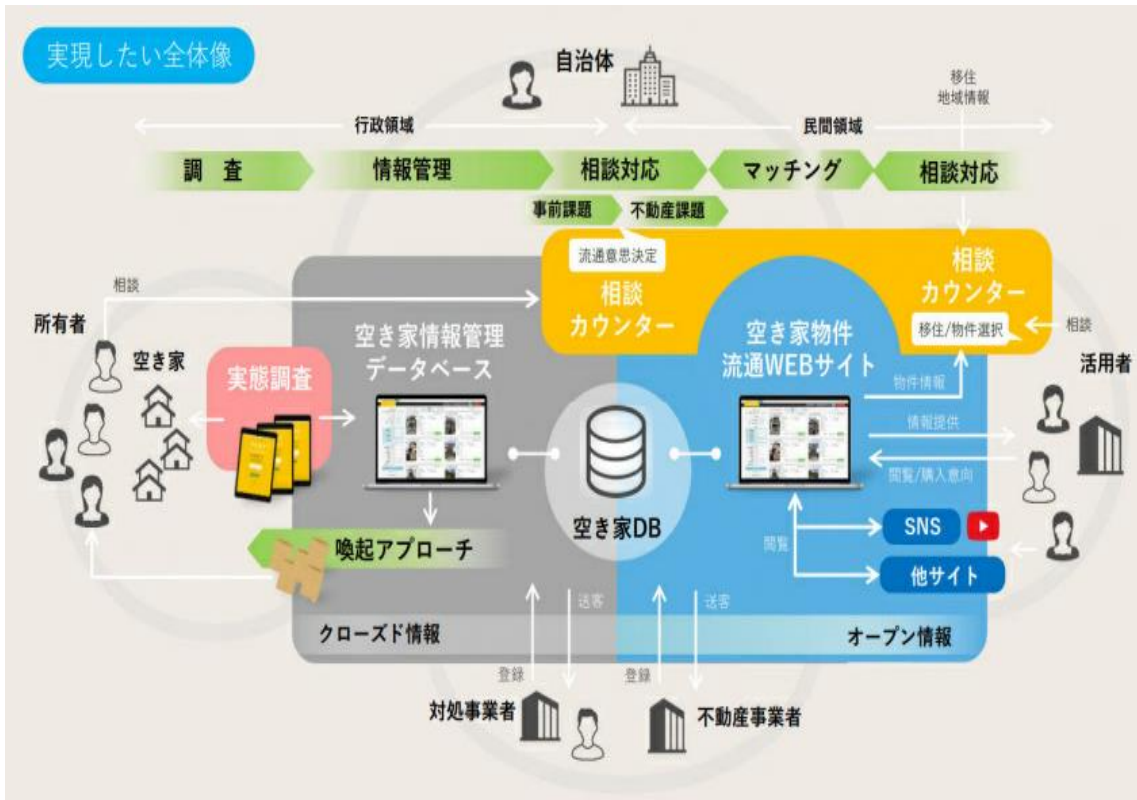 実現したい全体像
自治体
移住
地域情報
行政領域
民間領域
調 査
情報管理
相談対応
マッチング
相談対応
事前課題
不動産課題
流通意思決定
相談
カウンター
相談
カウンター
移住/物件選択
相談
相談
所有者
空き家
実態調査
空き家情報管理
データベース
空き家物件
流通WEBサイト
物件情報
活用者
情報提供
閲覧/購入意向
空き家DB
喚起アプローチ
閲覧
SNS
他サイト
クローズド情報
オープン情報
送客
送客
登録
登録
対処事業者
不動産事業者